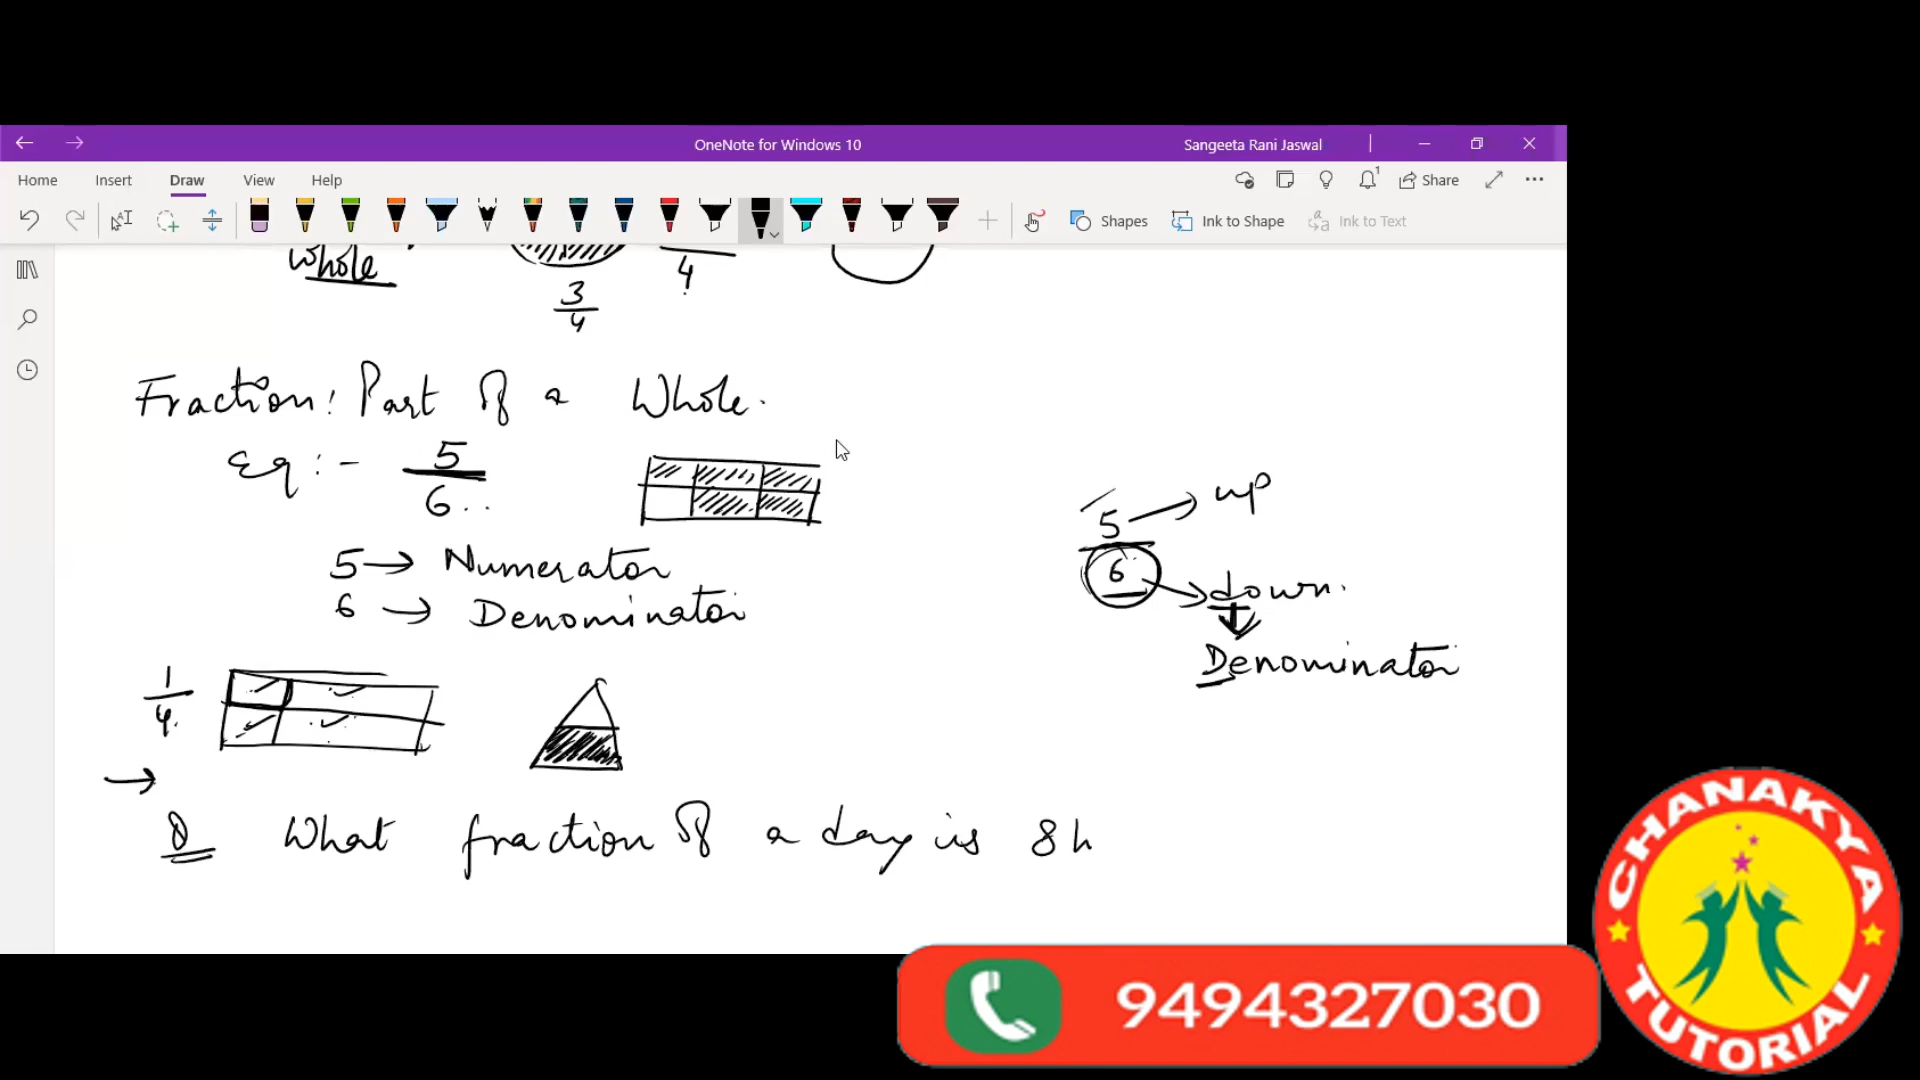 OneNote for Windows 10
Sangeeta Rani Jaswal
Home Insert Draw View Help
1 Share
Shapes Ink to Shape Ink to Text
whole
4
3/4
Fraction: Part of a Whole.
Eg :- 5/6
5 → Numerator
6 → Denominator
5 → up
6 → down.
Denominator
1/4
→
Q What fraction of a day is 8 h
9494327030
CHANAKYA
TUTORIAL